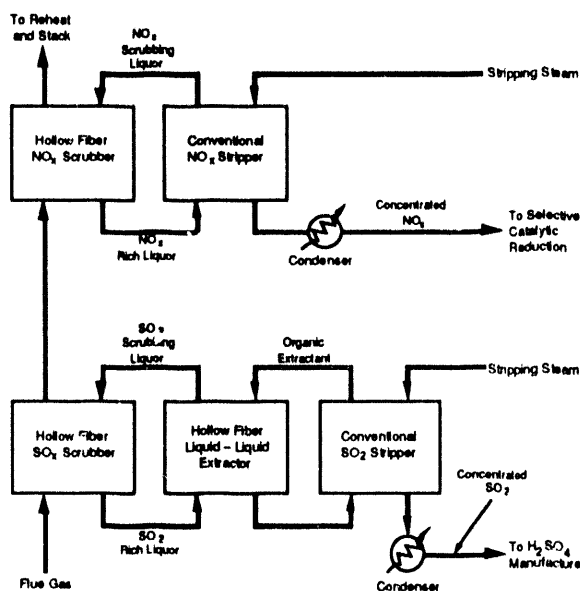 To Reheat
and Stack
NOx
Scrubbing
Liquor
Stripping Steam
Hollow Fiber
NOx Scrubber
Conventional
NOx Stripper
NOx
Rich Liquor
Condenser
Concentrated
NOx
To Selective
Catalytic
Reduction
SO2
Scrubbing
Liquor
Organic
Extractant
Stripping Steam
Hollow Fiber
SOx Scrubber
Hollow Fiber
Liquid – Liquid
Extractor
Conventional
SO2 Stripper
SO2
Rich Liquor
Concentrated
SO2
Flue Gas
Condenser
To H2SO4
Manufacture